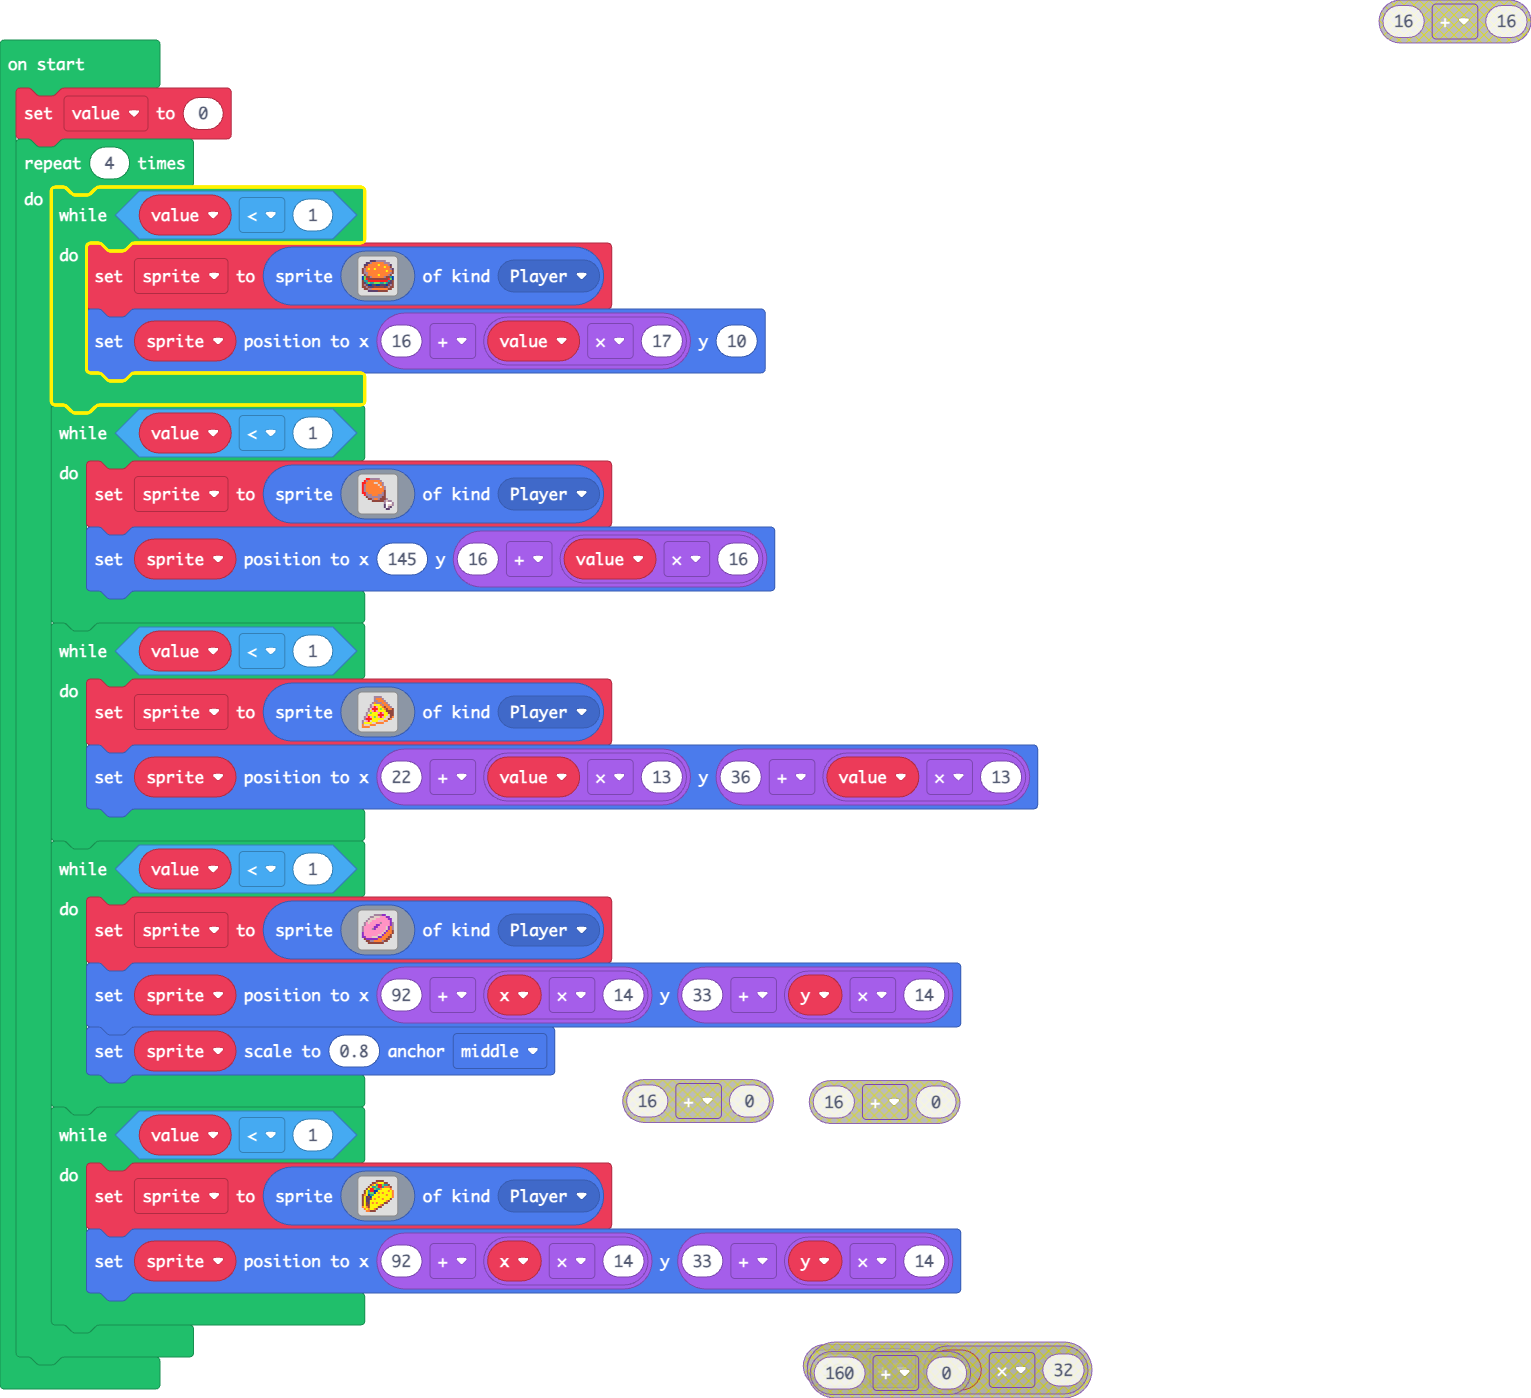 16 + 16
on start
set value to 0
repeat 4 times
do
while value < 1
do
set sprite to sprite of kind Player
set sprite position to x 16 + value × 17 y 10
while value < 1
do
set sprite to sprite of kind Player
set sprite position to x 145 y 16 + value × 16
while value < 1
do
set sprite to sprite of kind Player
set sprite position to x 22 + value × 13 y 36 + value × 13
while value < 1
do
set sprite to sprite of kind Player
set sprite position to x 92 + x × 14 y 33 + y × 14
set sprite scale to 0.8 anchor middle
16 + 0 16 + 0
while value < 1
do
set sprite to sprite of kind Player
set sprite position to x 92 + x × 14 y 33 + y × 14
160 + 0 × 32